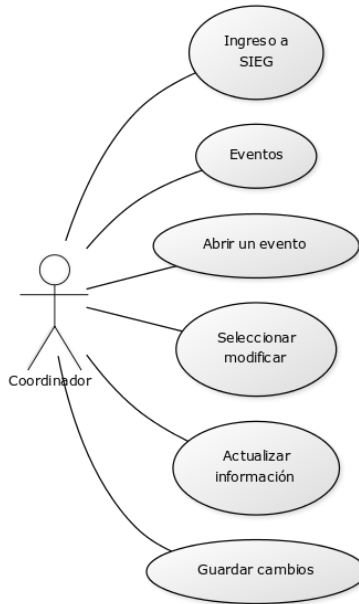 Ingreso a
SIEG
Eventos
Abrir un evento
Seleccionar
modificar
Coordinador
Actualizar
información
Guardar cambios